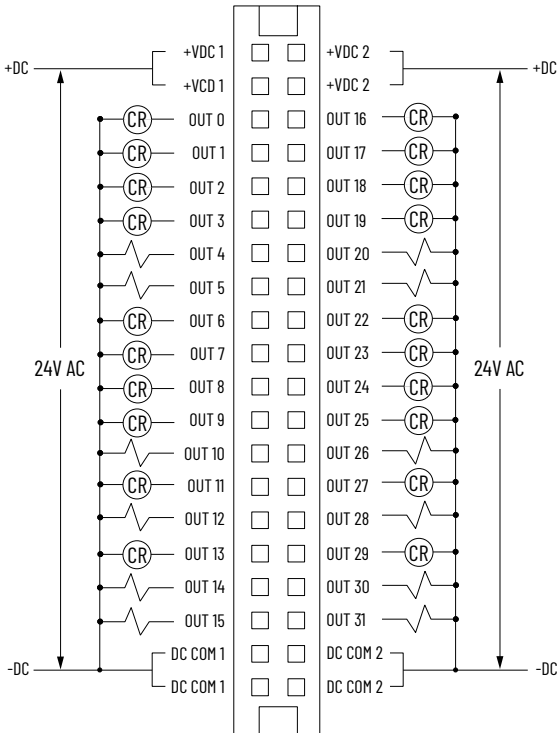 +VDC 1 +VDC 2
+DC +DC
+VCD 1 +VDC 2
CR OUT 0 OUT 16 CR
CR OUT 1 OUT 17 CR
CR OUT 2 OUT 18 CR
CR OUT 3 OUT 19 CR
OUT 4 OUT 20
OUT 5 OUT 21
CR OUT 6 OUT 22 CR
CR OUT 7 OUT 23 CR
24V AC 24V AC
CR OUT 8 OUT 24 CR
CR OUT 9 OUT 25 CR
OUT 10 OUT 26
CR OUT 11 OUT 27 CR
OUT 12 OUT 28
CR OUT 13 OUT 29 CR
OUT 14 OUT 30
OUT 15 OUT 31
DC COM 1 DC COM 2
-DC -DC
DC COM 1 DC COM 2